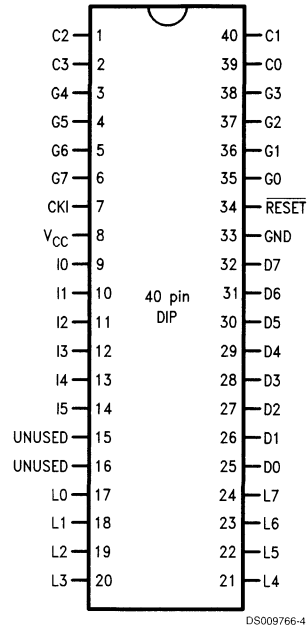 C2 1 40 C1
C3 2 39 C0
G4 3 38 G3
G5 4 37 G2
G6 5 36 G1
G7 6 35 G0
CKI 7 34 RESET
VCC 8 33 GND
I0 9 32 D7
I1 10 31 D6
40 pin
DIP
I2 11 30 D5
I3 12 29 D4
I4 13 28 D3
I5 14 27 D2
UNUSED 15 26 D1
UNUSED 16 25 D0
L0 17 24 L7
L1 18 23 L6
L2 19 22 L5
L3 20 21 L4
DS009766-4